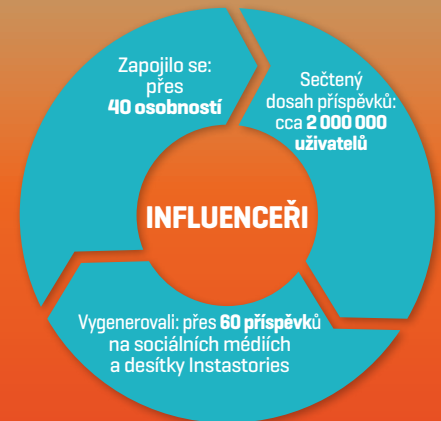 Zapojilo se:
přes
40 osobností
Sečtený
dosah příspěvků:
cca 2 000 000
uživatelů
INFLUENCEŘI
Vygenerovali: přes 60 příspěvků
na sociálních médiích
a desítky Instastories